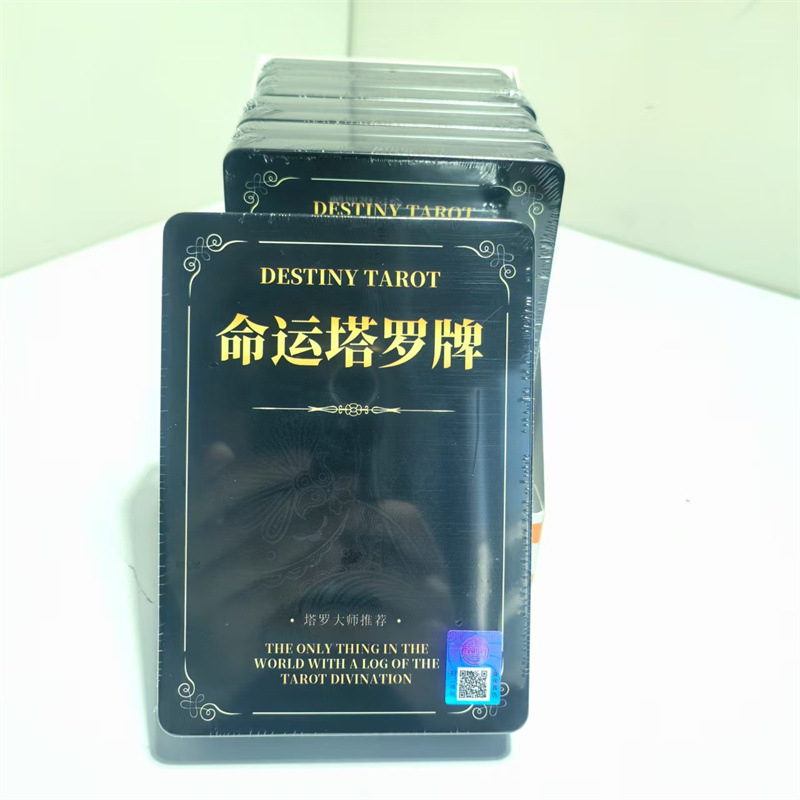 DESTINY TAROT
DESTINY TAROT
命运塔罗牌
• 塔罗大师推荐 •
THE ONLY THING IN THE
WORLD WITH A LOG OF THE
TAROT DIVINATION